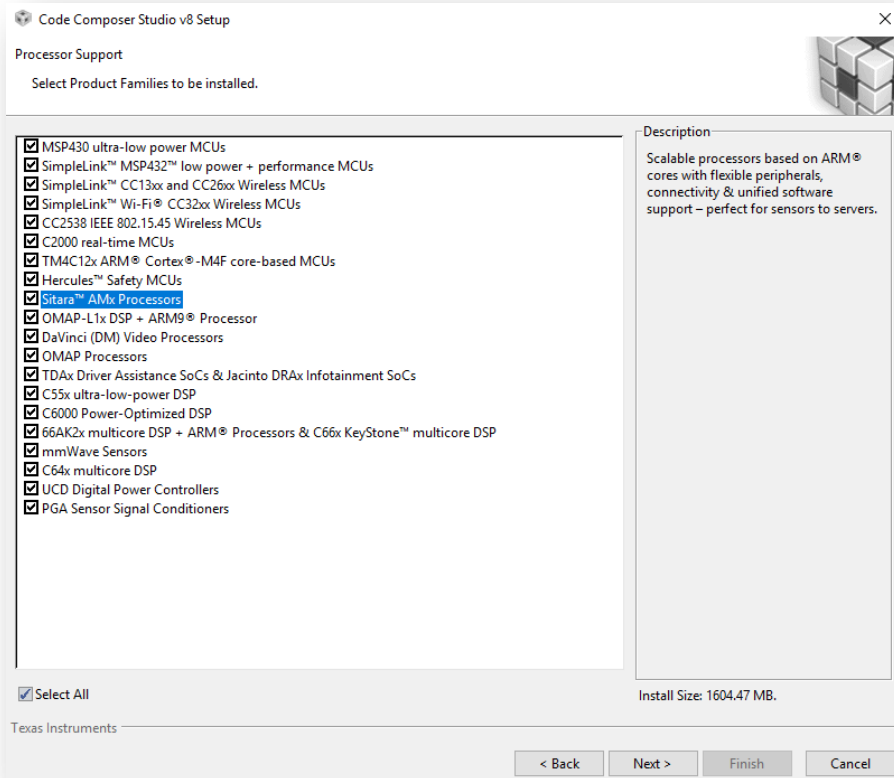 Code Composer Studio v8 Setup
Processor Support
Select Product Families to be installed.
MSP430 ultra-low power MCUs
SimpleLink™ MSP432™ low power + performance MCUs
SimpleLink™ CC13xx and CC26xx Wireless MCUs
SimpleLink™ Wi-Fi® CC32xx Wireless MCUs
CC2538 IEEE 802.15.45 Wireless MCUs
C2000 real-time MCUs
TM4C12x ARM® Cortex®-M4F core-based MCUs
Hercules™ Safety MCUs
Sitara™ AMx Processors
OMAP-L1x DSP + ARM9® Processor
DaVinci (DM) Video Processors
OMAP Processors
TDAx Driver Assistance SoCs & Jacinto DRAx Infotainment SoCs
C55x ultra-low-power DSP
C6000 Power-Optimized DSP
66AK2x multicore DSP + ARM® Processors & C66x KeyStone™ multicore DSP
mmWave Sensors
C64x multicore DSP
UCD Digital Power Controllers
PGA Sensor Signal Conditioners
Description
Scalable processors based on ARM®
cores with flexible peripherals,
connectivity & unified software
support – perfect for sensors to servers.
Select All
Install Size: 1604.47 MB.
Texas Instruments
< Back
Next >
Finish
Cancel